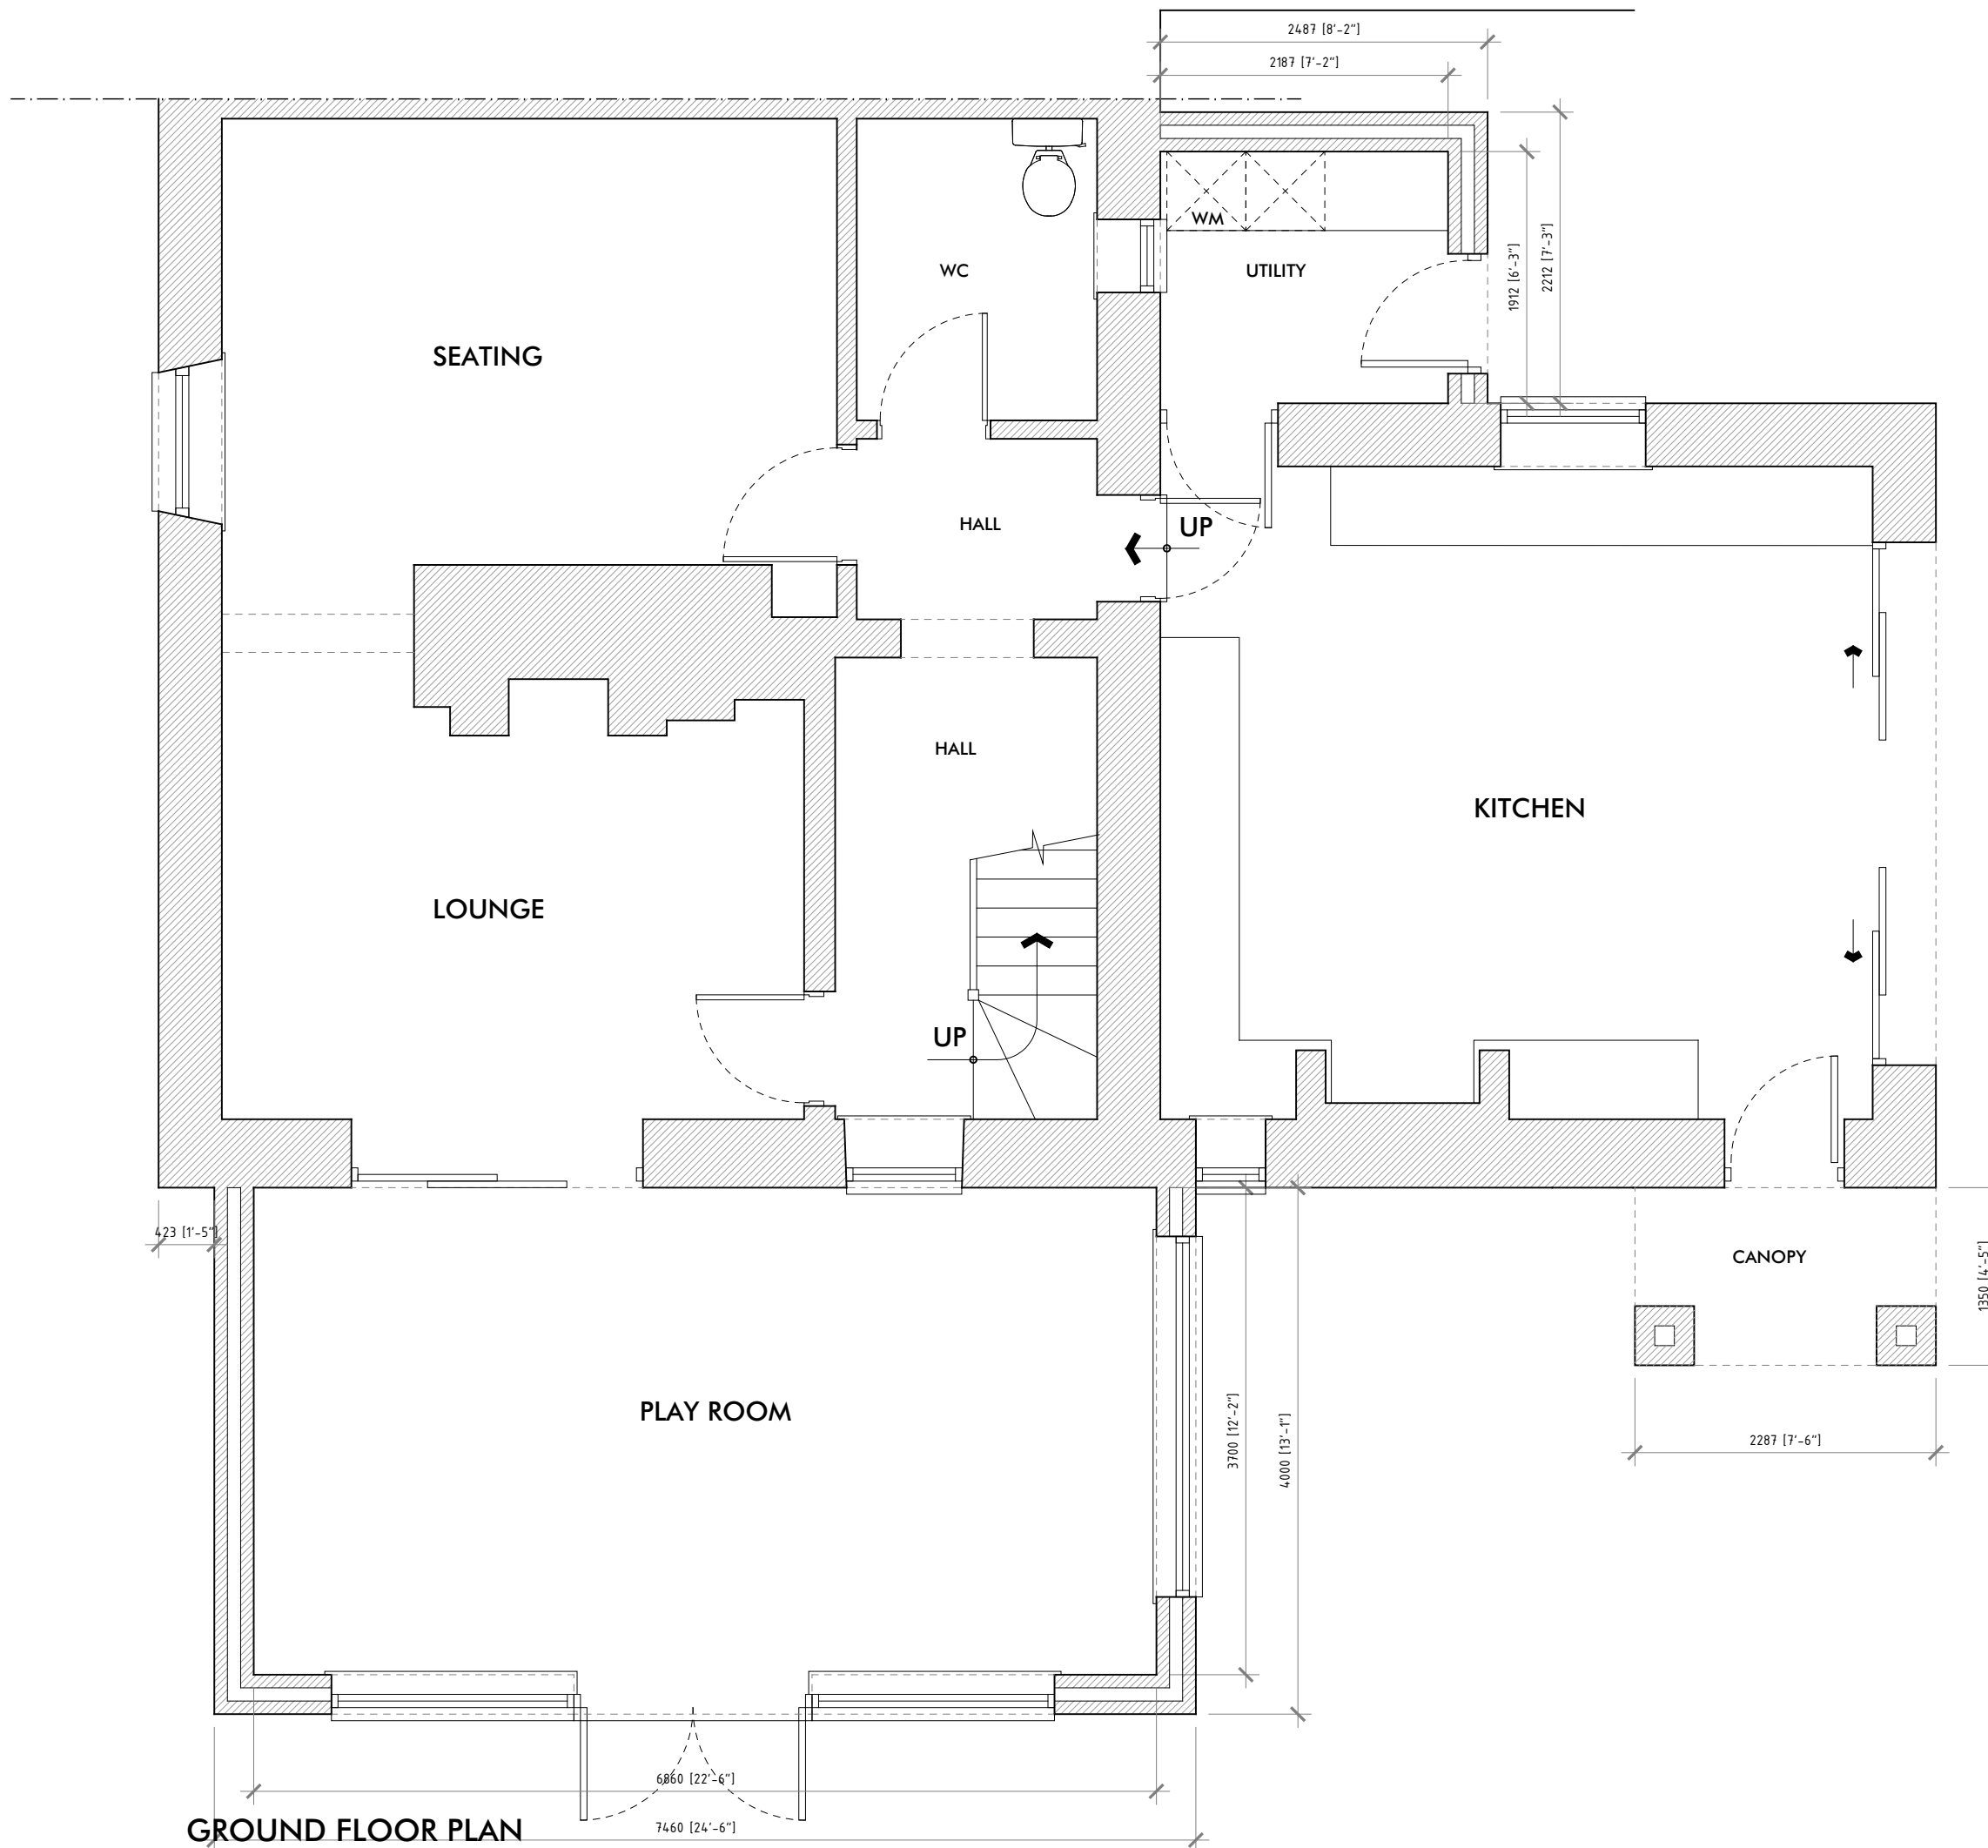 2487 [8'-2"]
2187 [7'-2"]
WM
WC
UTILITY
1912 [6'-3"]
2212 [7'-3"]
SEATING
HALL
UP
HALL
KITCHEN
LOUNGE
UP
423 [1'-5"]
CANOPY
1350 [4'-5"]
PLAY ROOM
3700 [12'-2"]
4000 [13'-1"]
2287 [7'-6"]
6860 [22'-6"]
7460 [24'-6"]
GROUND FLOOR PLAN